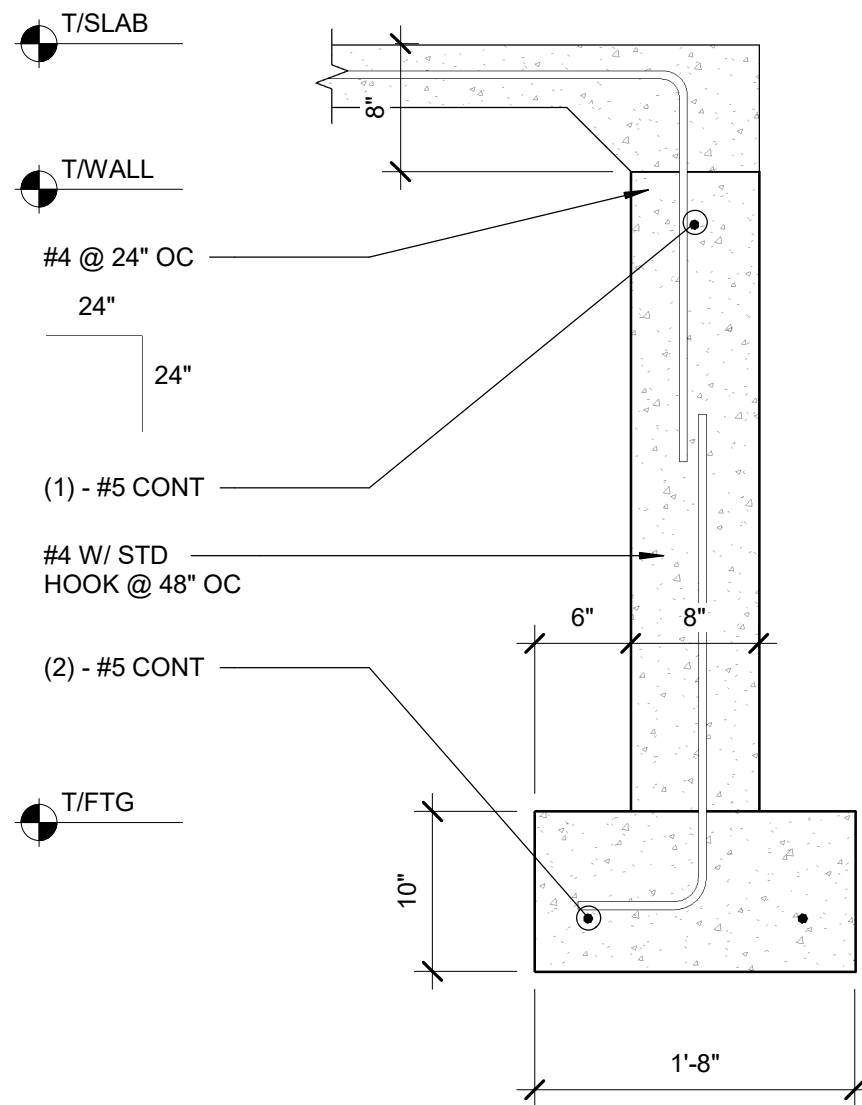 T/SLAB
8"
T/WALL
#4 @ 24" OC
24"
24"
(1) - #5 CONT
#4 W/ STD
HOOK @ 48" OC
6"
8"
(2) - #5 CONT
T/FTG
10"
1'-8"